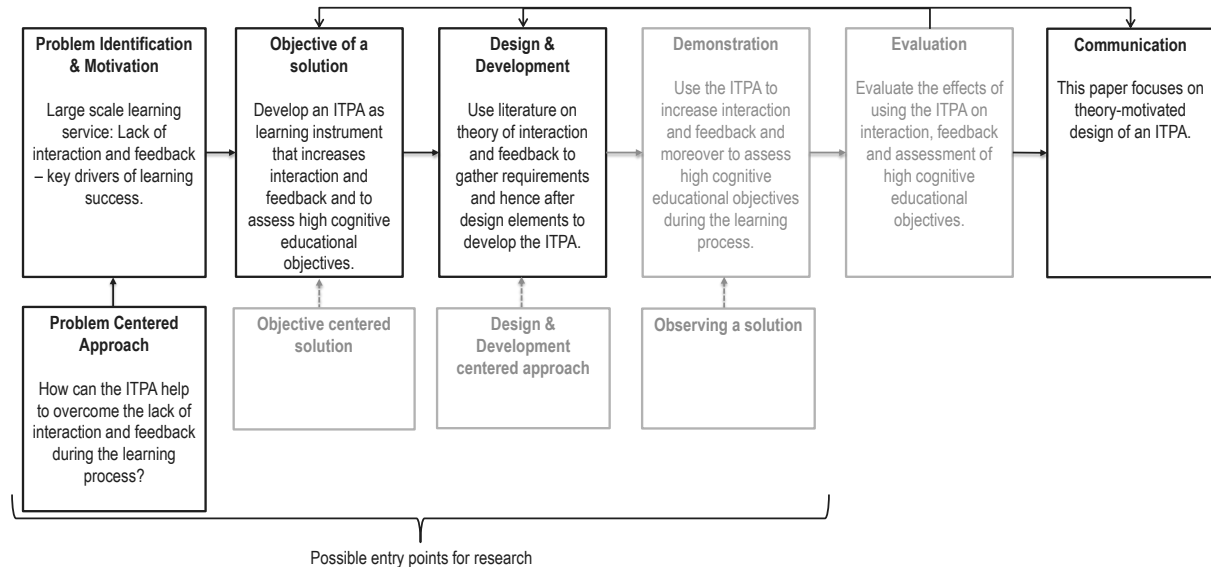 Problem Identification
& Motivation
Large scale learning
service: Lack of
interaction and feedback
– key drivers of learning
success.
Objective of a
solution
Develop an ITPA as
learning instrument
that increases
interaction and
feedback and to
assess high cognitive
educational
objectives.
Design &
Development
Use literature on
theory of interaction
and feedback to
gather requirements
and hence after
design elements to
develop the ITPA.
Demonstration
Use the ITPA to
increase interaction
and feedback and
moreover to assess
high cognitive
educational objectives
during the learning
process.
Evaluation
Evaluate the effects of
using the ITPA on
interaction, feedback
and assessment of
high cognitive
educational
objectives.
Communication
This paper focuses on
theory-motivated
design of an ITPA.
Problem Centered
Approach
How can the ITPA help
to overcome the lack of
interaction and feedback
during the learning
process?
Objective centered
solution
Design &
Development
centered approach
Observing a solution
Possible entry points for research